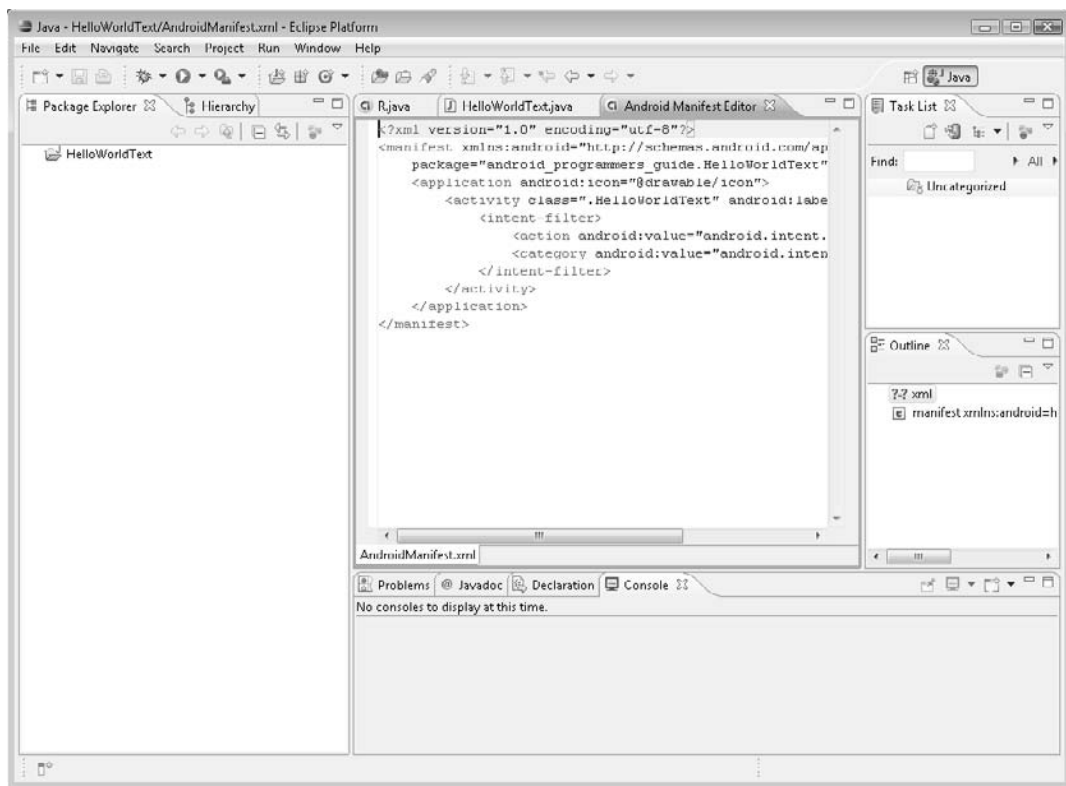 Java - HelloWorldText/AndroidManifest.xml - Eclipse Platform
File Edit Navigate Search Project Run Window Help
Java
Package Explorer
Hierarchy
HelloWorldText
R.java
HelloWorldText.java
Android Manifest Editor
<?xml version="1.0" encoding="utf-8"?>
<manifest xmlns:android="http://schemas.android.com/ap
package="android_programmers_guide.HelloWorldText"
<application android:icon="@drawable/icon">
<activity class=".HelloWorldText" android:labe
<intent-filter>
<action android:value="android.intent.
<category android:value="android.inten
</intent-filter>
</activity>
</application>
</manifest>
AndroidManifest.xml
Task List
Find:
All
Uncategorized
Outline
?-? xml
e manifest xmlns:android=h
Problems @ Javadoc Declaration Console
No consoles to display at this time.